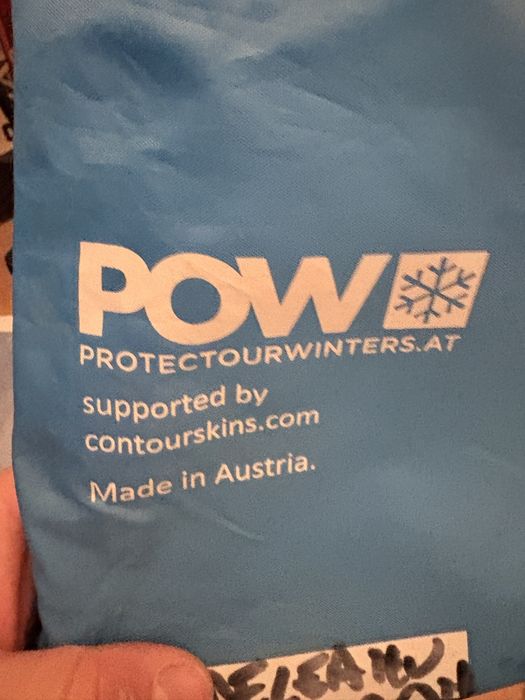 POW
PROTECTOURWINTERS.AT
supported by
contourskins.com
Made in Austria.